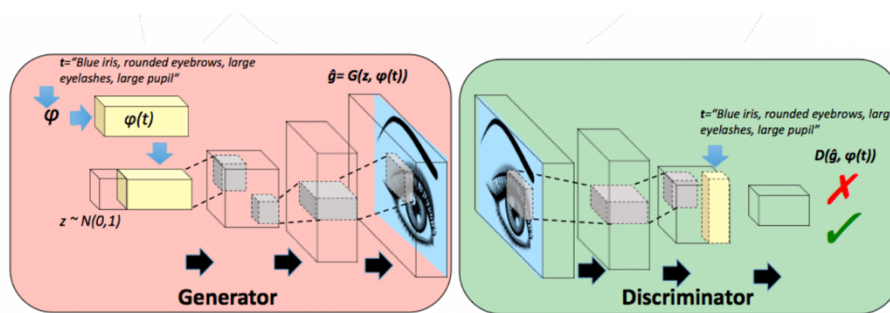 t="Blue iris, rounded eyebrows, large
eyelashes, large pupil"
φ
φ(t)
z ~ N(0,1)
ĝ= G(z, φ(t))
Generator
t="Blue iris, rounded eyebrows, large
eyelashes, large pupil"
D(ĝ, φ(t))
Discriminator